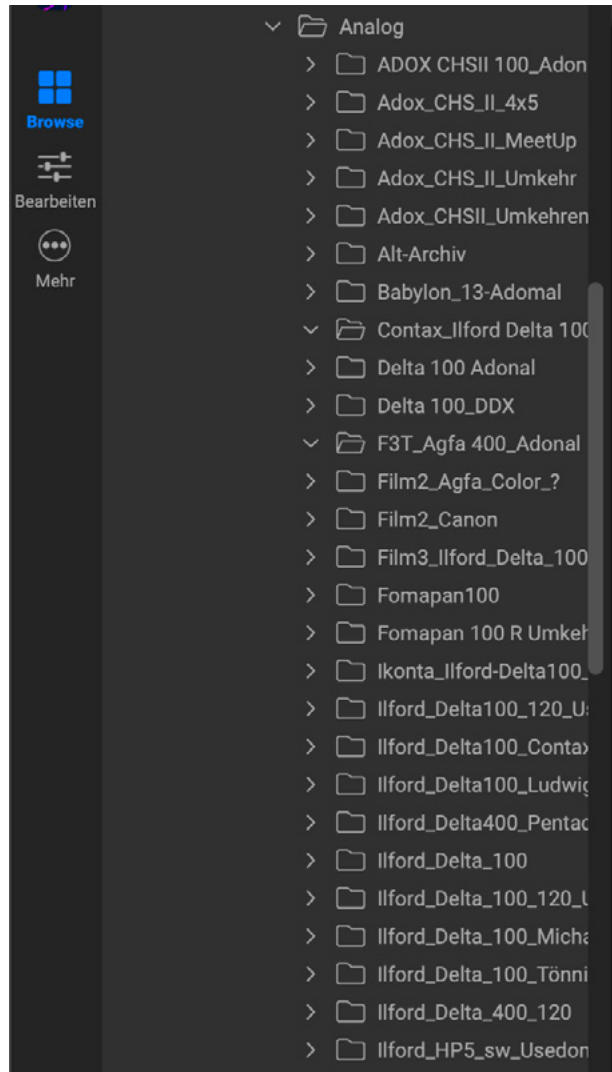 Analog
ADOX CHSII 100_Adon
Browse
Adox_CHS_II_4x5
Adox_CHS_II_MeetUp
Adox_CHS_II_Umkehr
Bearbeiten
Adox_CHSII_Umkehren
Alt-Archiv
Mehr
Babylon_13-Adomal
Contax_Ilford Delta 100
Delta 100 Adonal
Delta 100_DDX
F3T_Agfa 400_Adonal
Film2_Agfa_Color_?
Film2_Canon
Film3_Ilford_Delta_100
Fomapan100
Fomapan 100 R Umkeh
Ikonta_Ilford-Delta100_
Ilford_Delta100_120_Us
Ilford_Delta100_Contax
Ilford_Delta100_Ludwig
Ilford_Delta400_Pentac
Ilford_Delta_100
Ilford_Delta_100_120_U
Ilford_Delta_100_Micha
Ilford_Delta_100_Tönni
Ilford_Delta_400_120
Ilford_HP5_sw_Usedon